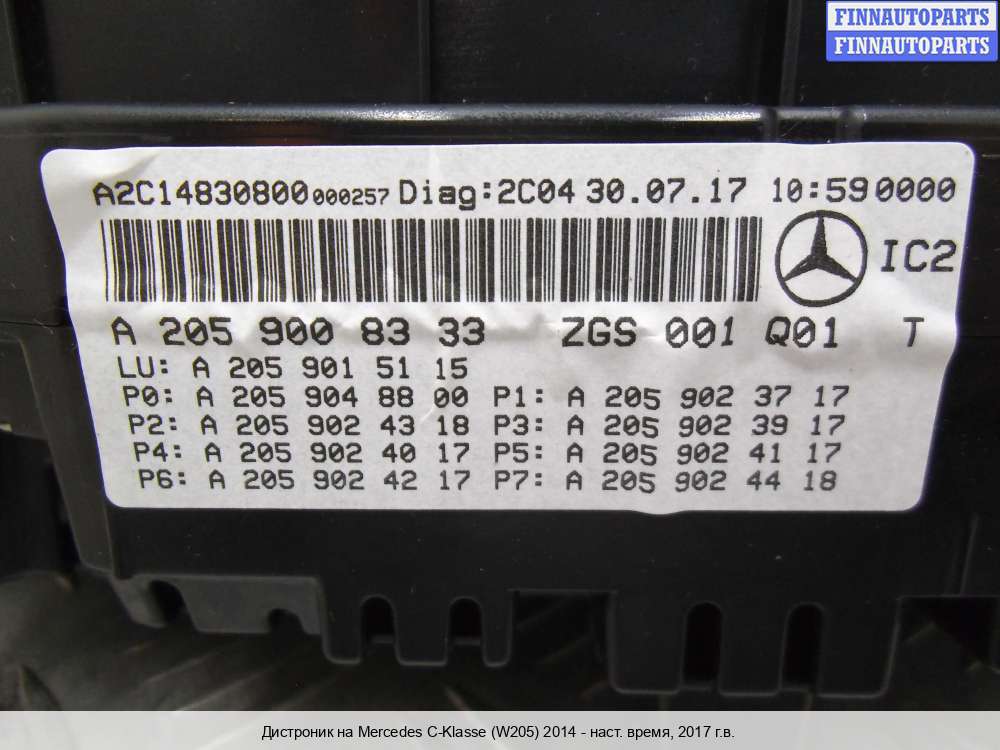 FINNAUTOPARTS
FINNAUTOPARTS
A2C14830800000257 Diag:2C04 30.07.17 10:59 0000
IC2
A 205 900 83 33 ZGS 001 Q01 T
LU: A 205 901 51 15
P0: A 205 904 88 00 P1: A 205 902 37 17
P2: A 205 902 43 18 P3: A 205 902 39 17
P4: A 205 902 40 17 P5: A 205 902 41 17
P6: A 205 902 42 17 P7: A 205 902 44 18
Дистроник на Mercedes C-Klasse (W205) 2014 - наст. время, 2017 г.в.